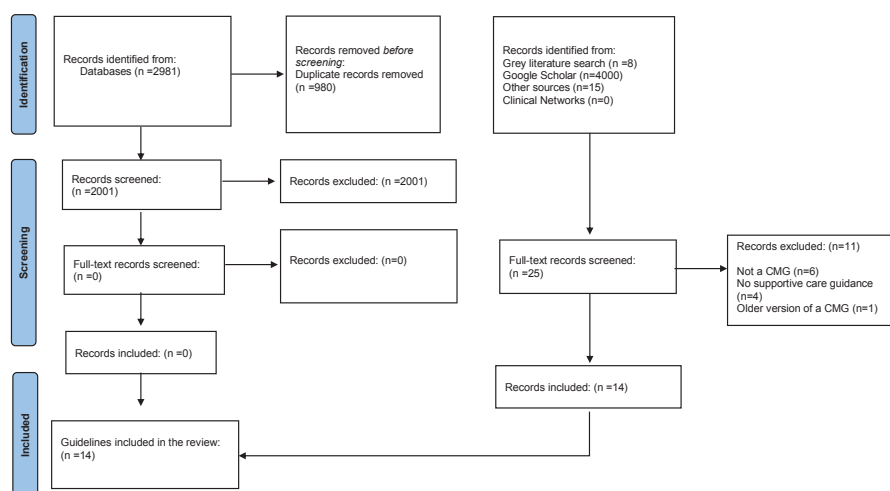 Identification
Records identified from:
Databases (n =2981)
Records removed before
screening:
Duplicate records removed
(n =980)
Records identified from:
Grey literature search (n =8)
Google Scholar (n=4000)
Other sources (n=15)
Clinical Networks (n=0)
Screening
Records screened:
(n =2001)
Records excluded: (n =2001)
Full-text records screened:
(n =0)
Records excluded: (n=0)
Full-text records screened:
(n =25)
Records excluded: (n=11)
Not a CMG (n=6)
No supportive care guidance
(n=4)
Older version of a CMG (n=1)
Records included: (n =0)
Records included: (n =14)
Included
Guidelines included in the review:
(n =14)